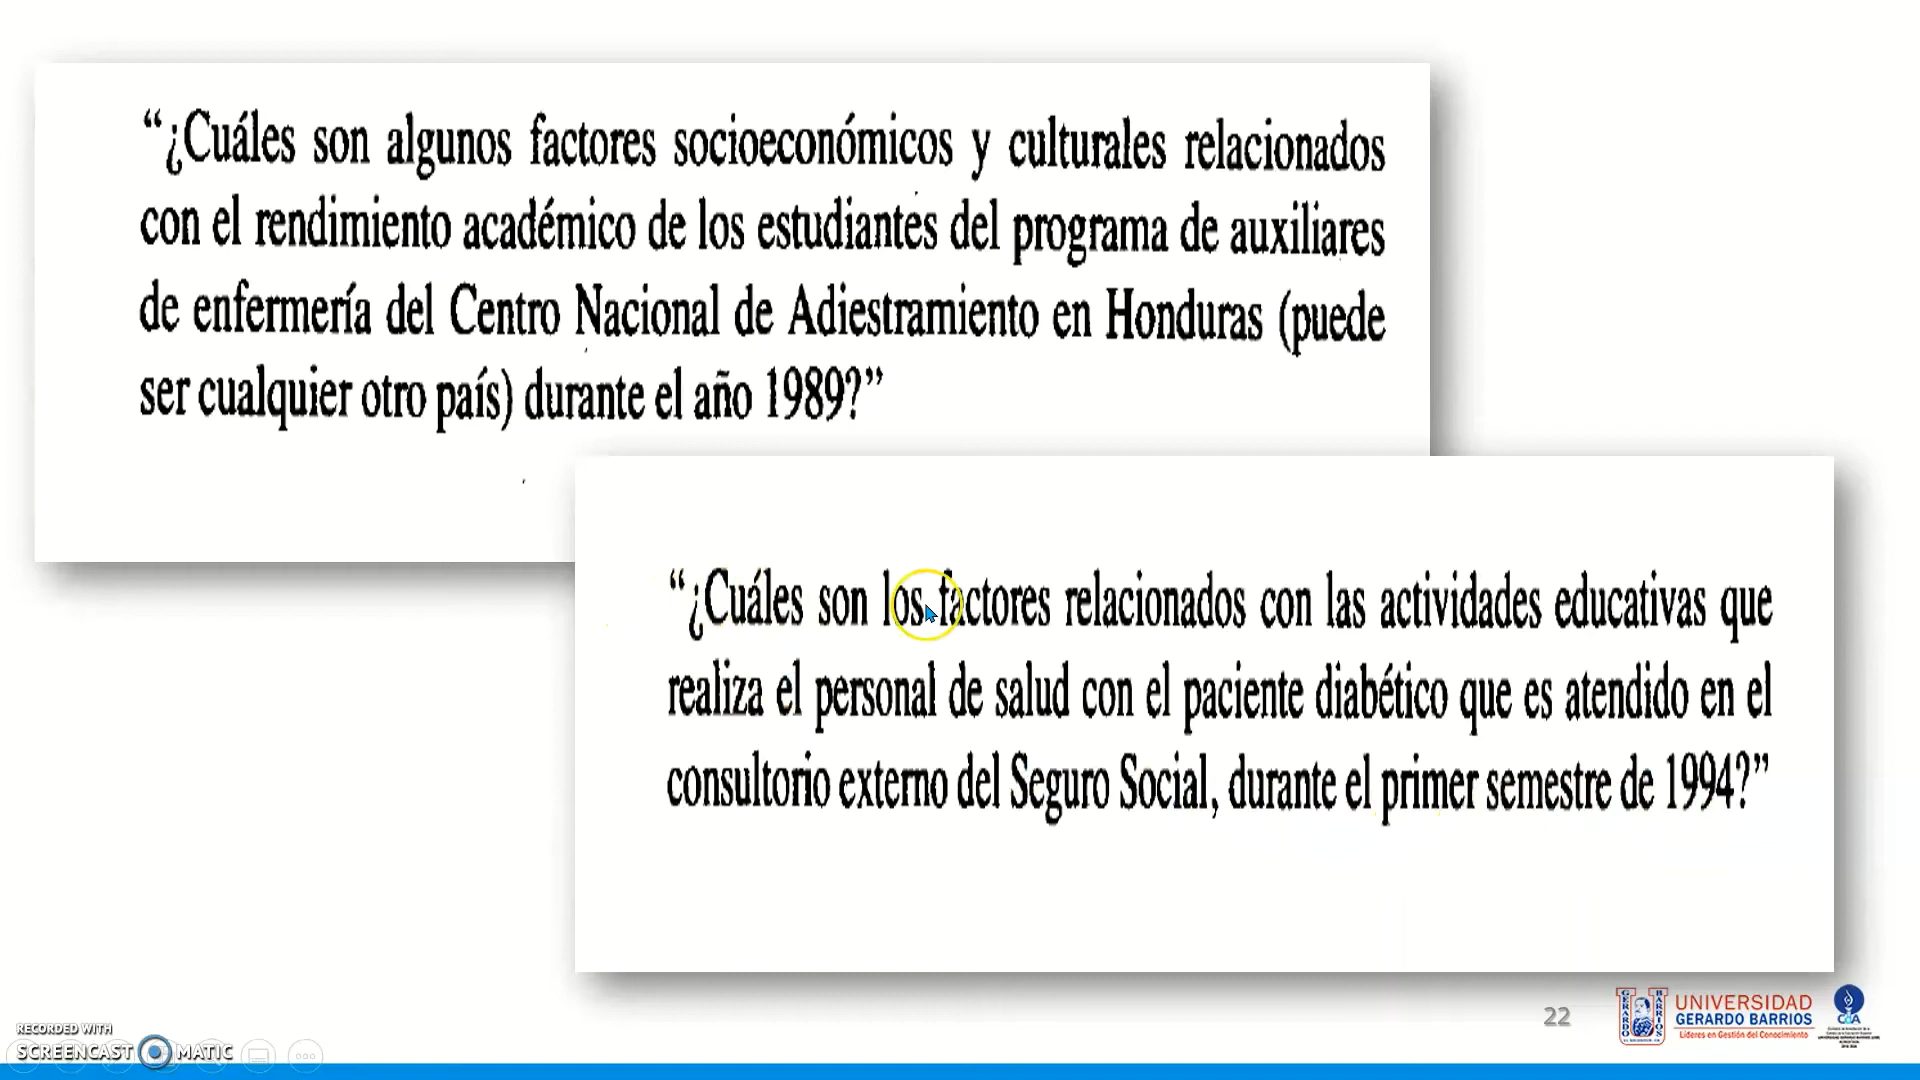 “¿Cuáles son algunos factores socioeconómicos y culturales relacionados
con el rendimiento académico de los estudiantes del programa de auxiliares
de enfermería del Centro Nacional de Adiestramiento en Honduras (puede
ser cualquier otro país) durante el año 1989?”
“¿Cuáles son los factores relacionados con las actividades educativas que
realiza el personal de salud con el paciente diabético que es atendido en el
consultorio externo del Seguro Social, durante el primer semestre de 1994?”
22
GERARDO
BARRIOS
UNIVERSIDAD
GERARDO BARRIOS
Líderes en Gestión del Conocimiento
RECORDED WITH
SCREENCAST MATIC